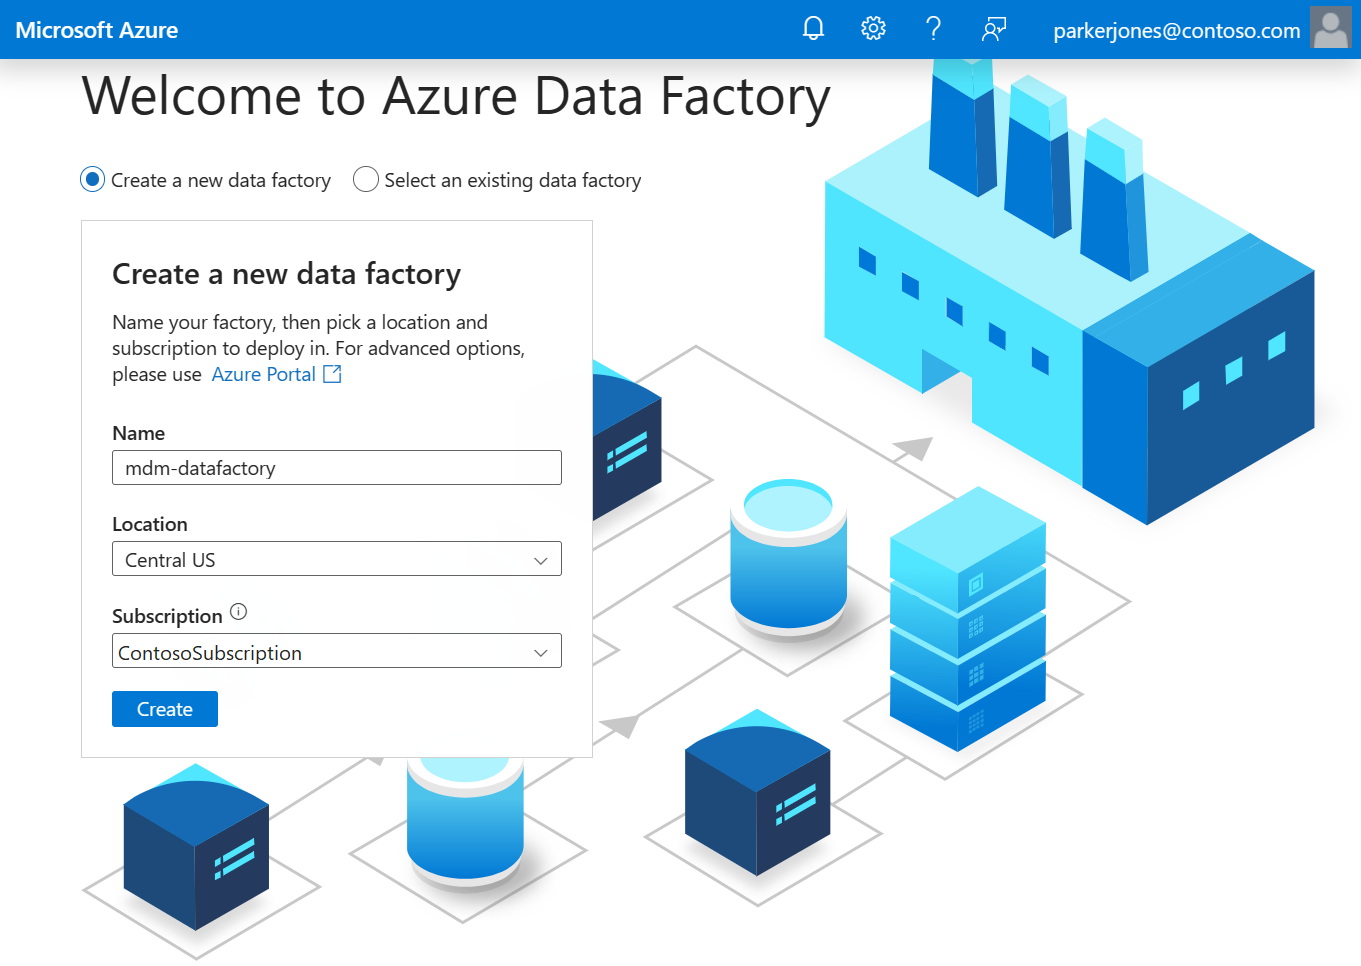 Microsoft Azure
parkerjones@contoso.com
Welcome to Azure Data Factory
Create a new data factory
Select an existing data factory
Create a new data factory
Name your factory, then pick a location and
subscription to deploy in. For advanced options,
please use Azure Portal
Name
mdm-datafactory
Location
Central US
Subscription
ContosoSubscription
Create